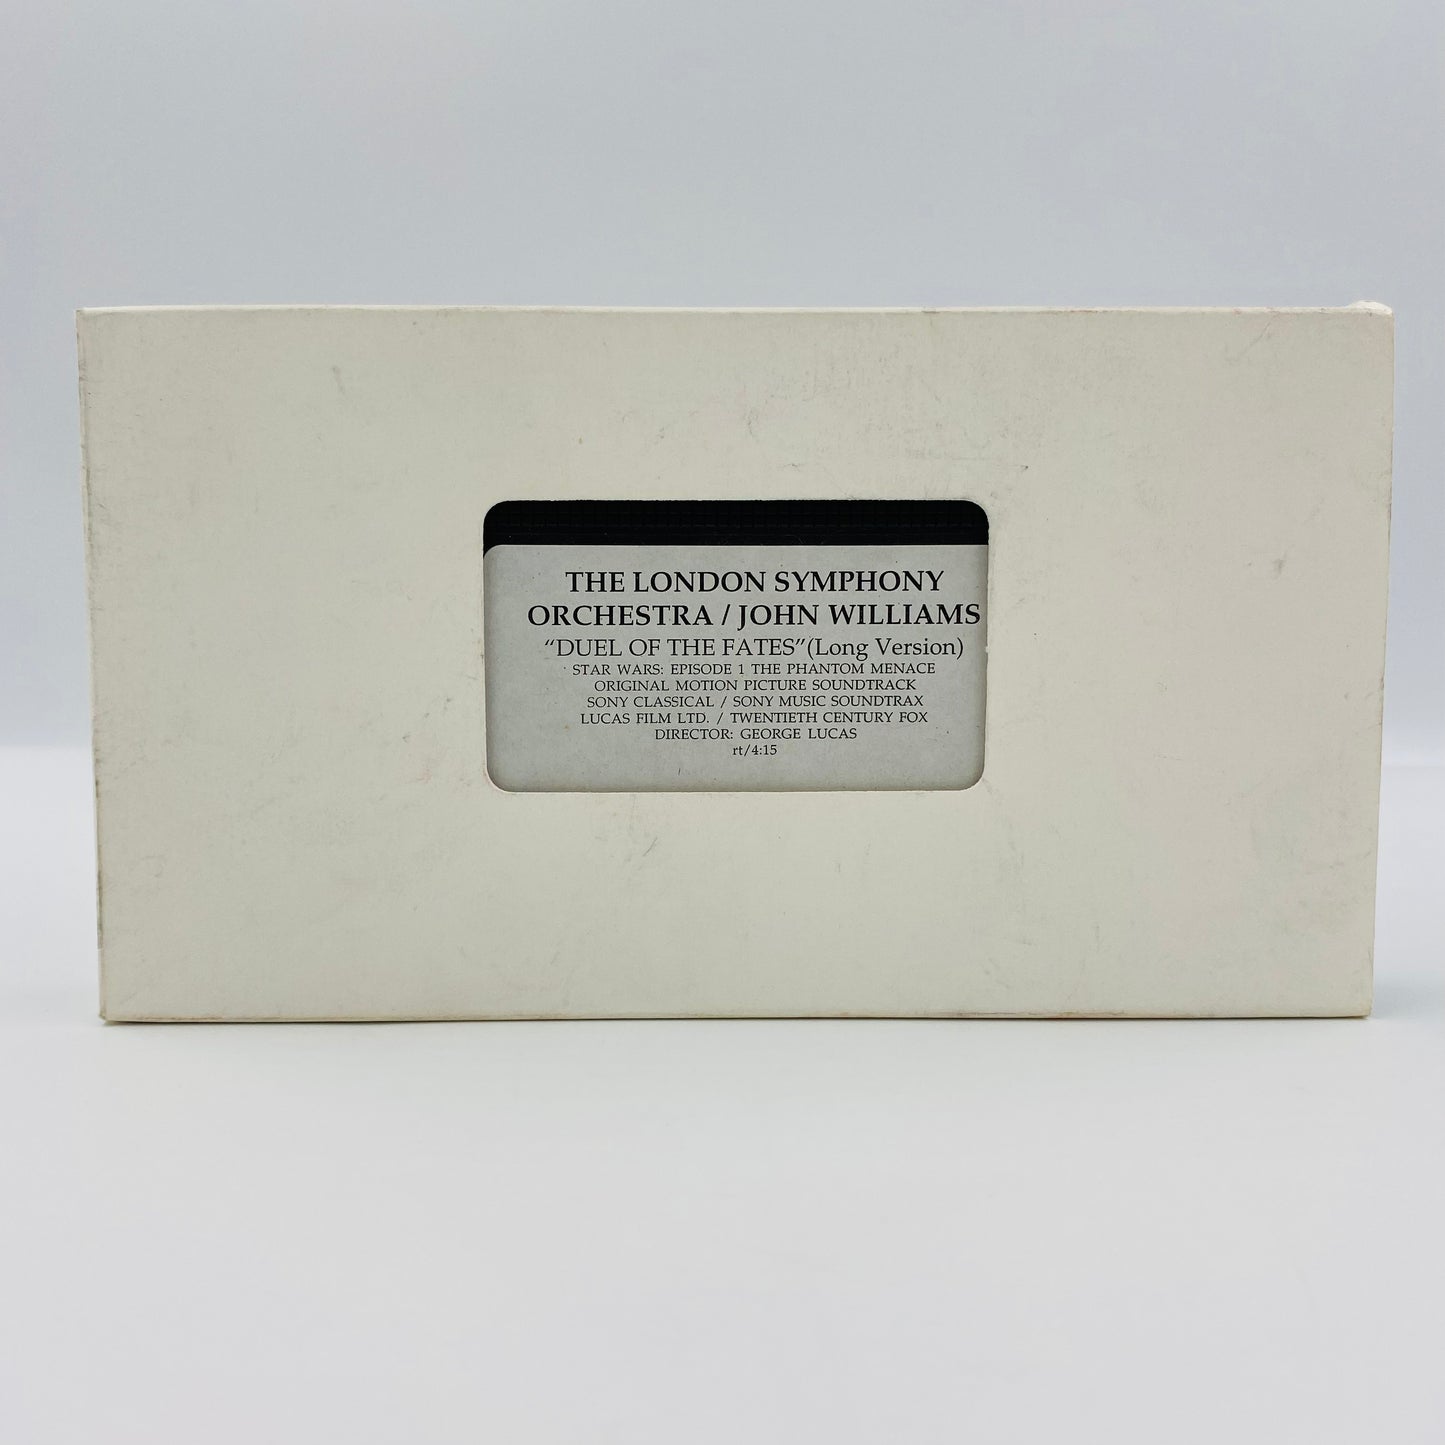 THE LONDON SYMPHONY
ORCHESTRA / JOHN WILLIAMS
“DUEL OF THE FATES”(Long Version)
STAR WARS: EPISODE 1 THE PHANTOM MENACE
ORIGINAL MOTION PICTURE SOUNDTRACK
SONY CLASSICAL / SONY MUSIC SOUNDTRAX
LUCAS FILM LTD. / TWENTIETH CENTURY FOX
DIRECTOR: GEORGE LUCAS
rt/4:15